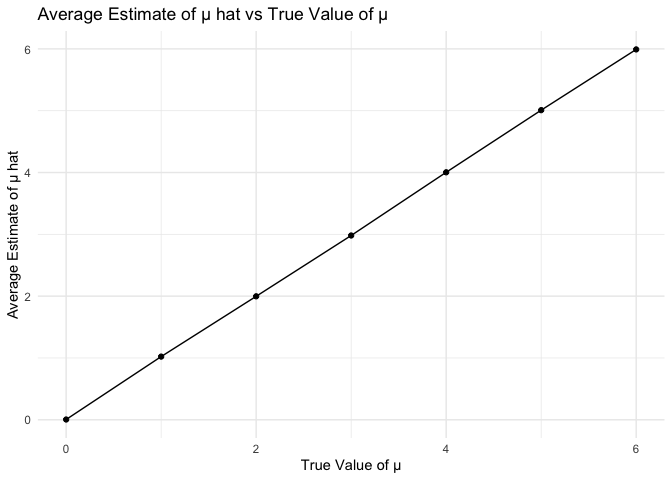 Average Estimate of μ hat vs True Value of μ
Average Estimate of μ hat
6
4
2
0
0 2 4 6
True Value of μ